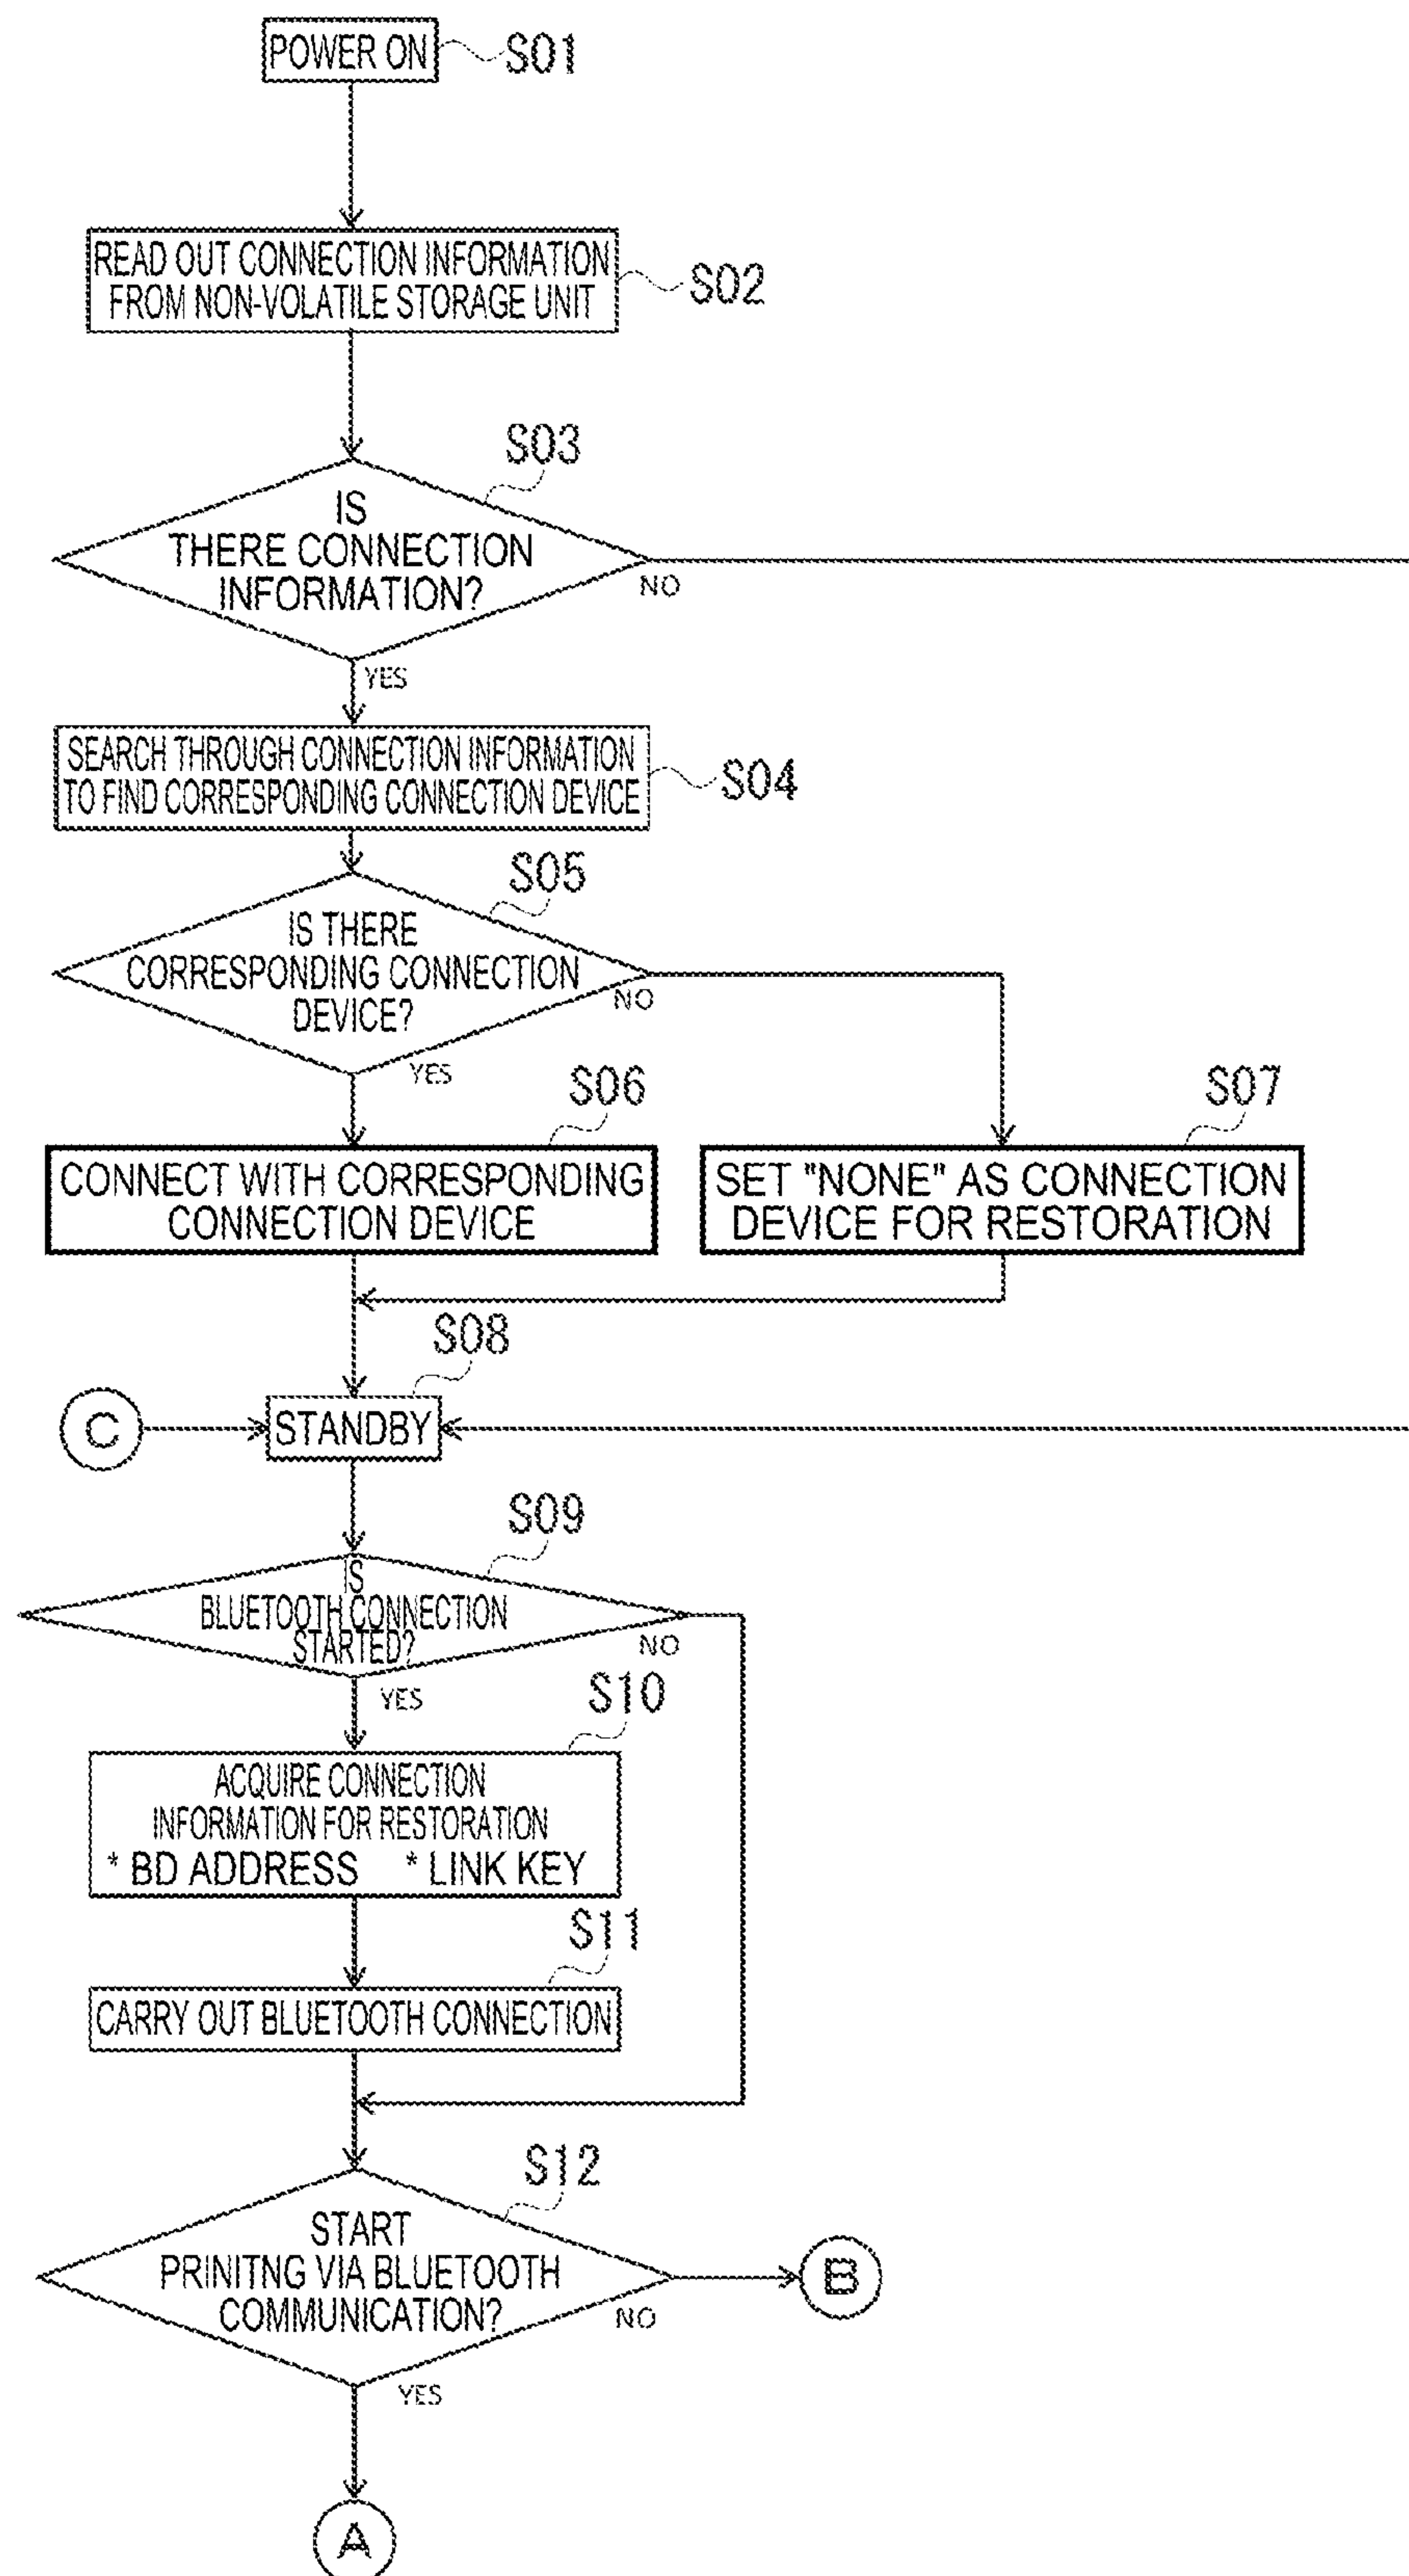 POWER ON
S01
READ OUT CONNECTION INFORMATION
FROM NON-VOLATILE STORAGE UNIT
S02
S03
IS
THERE CONNECTION
INFORMATION?
NO
YES
SEARCH THROUGH CONNECTION INFORMATION
TO FIND CORRESPONDING CONNECTION DEVICE
S04
S05
IS THERE
CORRESPONDING CONNECTION
DEVICE?
NO
YES
S06
CONNECT WITH CORRESPONDING
CONNECTION DEVICE
S07
SET "NONE" AS CONNECTION
DEVICE FOR RESTORATION
S08
C
STANDBY
S09
IS
BLUETOOTH CONNECTION
STARTED?
NO
YES
S10
ACQUIRE CONNECTION
INFORMATION FOR RESTORATION
* BD ADDRESS * LINK KEY
S11
CARRY OUT BLUETOOTH CONNECTION
S12
START
PRINITNG VIA BLUETOOTH
COMMUNICATION?
NO
B
YES
A